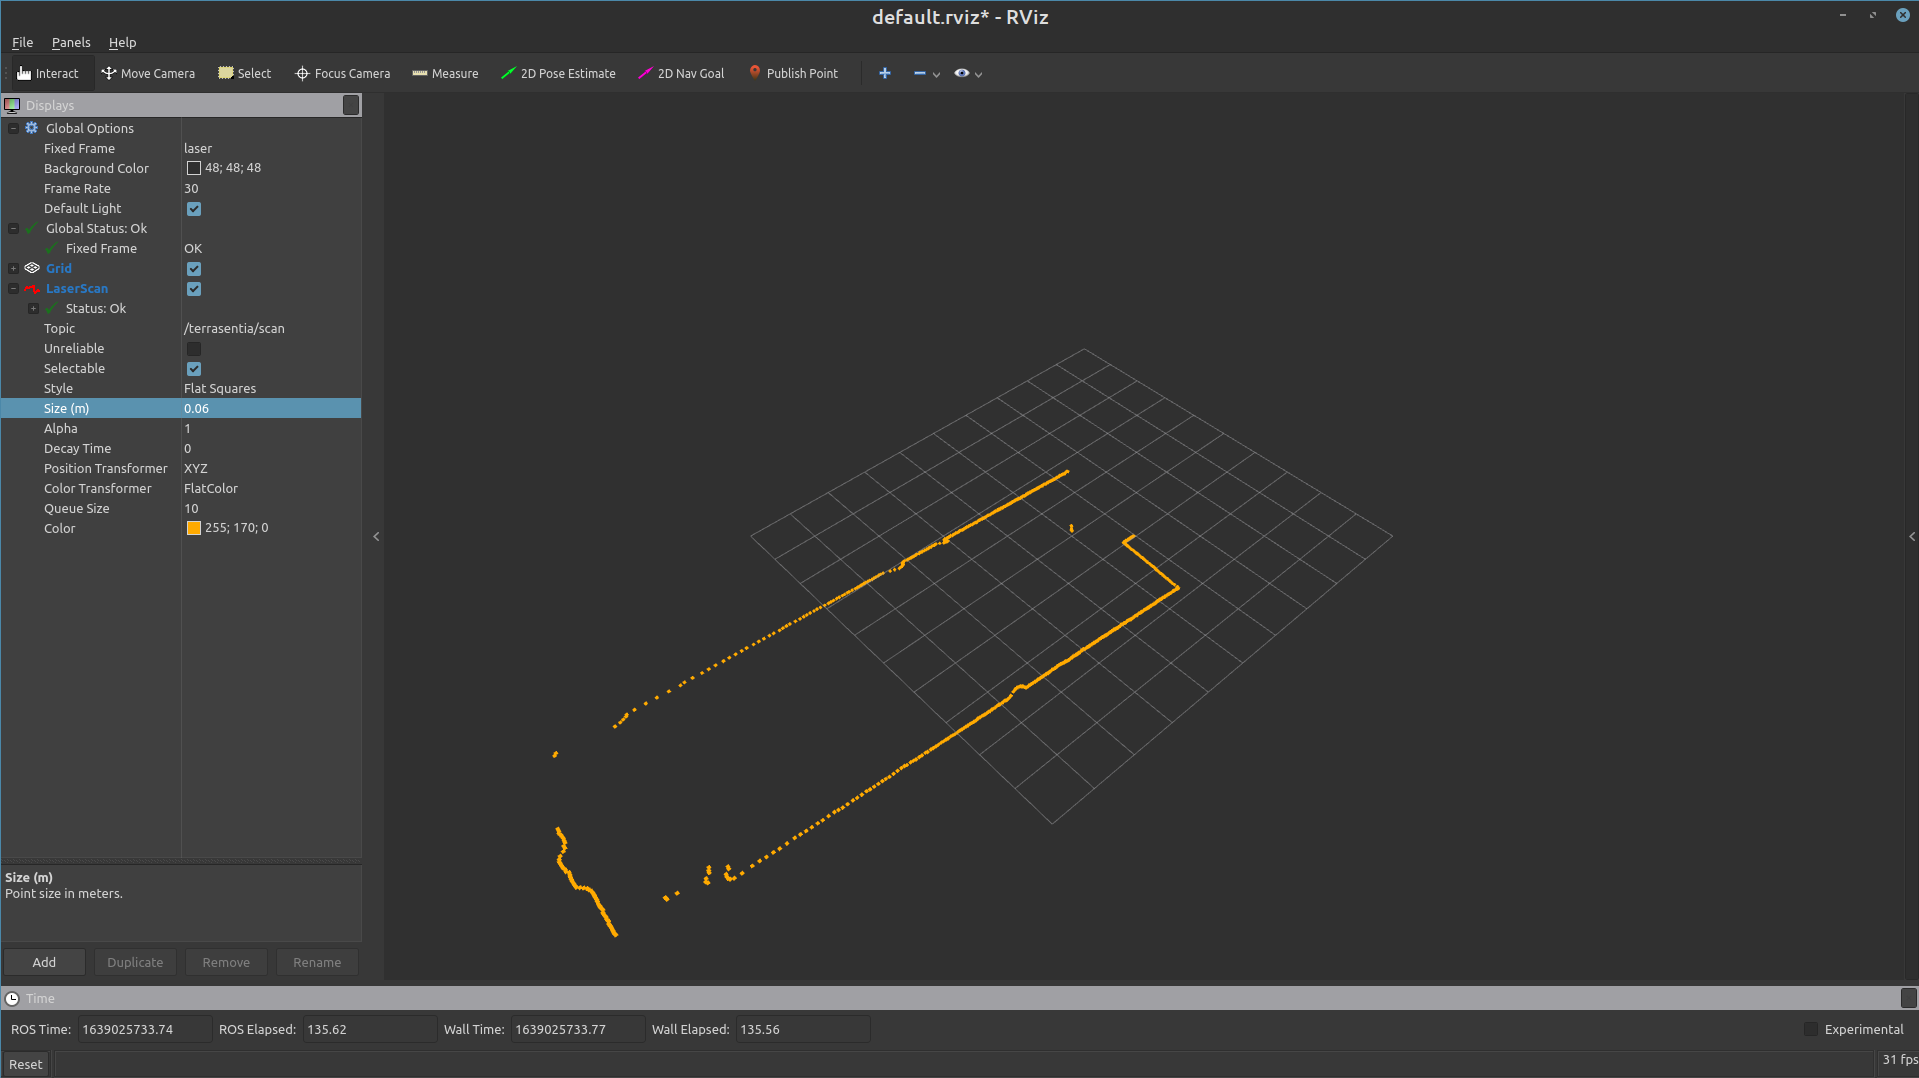 default.rviz* - RViz
File Panels Help
Interact Move Camera Select Focus Camera Measure 2D Pose Estimate 2D Nav Goal Publish Point
Displays
Global Options
Fixed Frame laser
Background Color 48; 48; 48
Frame Rate 30
Default Light
Global Status: Ok
Fixed Frame OK
Grid
LaserScan
Status: Ok
Topic /terrasentia/scan
Unreliable
Selectable
Style Flat Squares
Size (m) 0.06
Alpha 1
Decay Time 0
Position Transformer XYZ
Color Transformer FlatColor
Queue Size 10
Color 255; 170; 0
Size (m)
Point size in meters.
Add Duplicate Remove Rename
Time
ROS Time: 1639025733.74 ROS Elapsed: 135.62 Wall Time: 1639025733.77 Wall Elapsed: 135.56 Experimental
Reset 31 fps